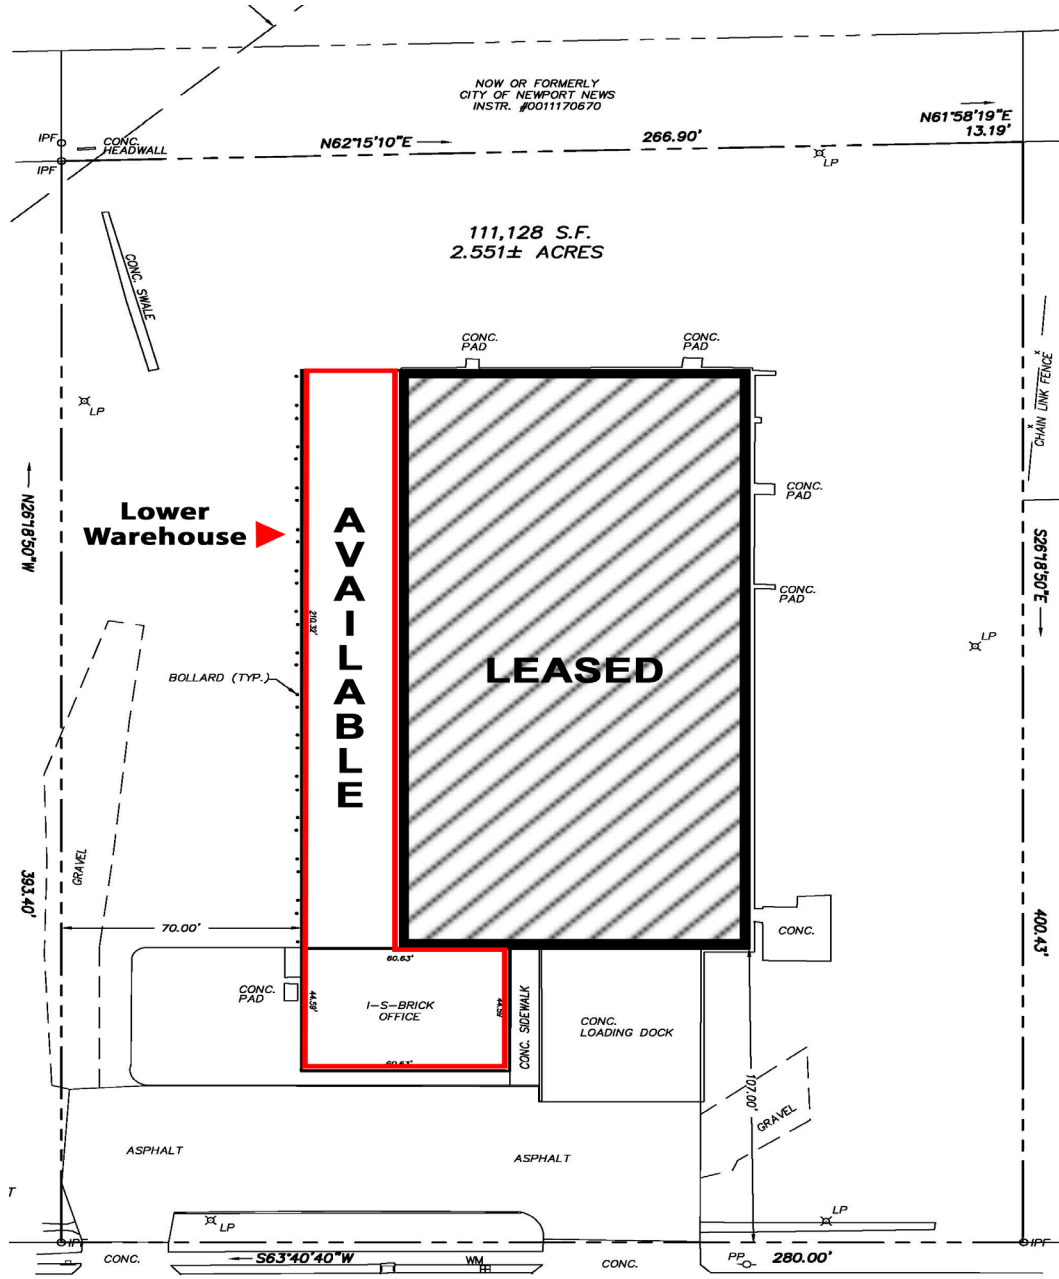 NOW OR FORMERLY
CITY OF NEWPORT NEWS
INSTR. #0011170670
N61°58'19"E
13.19'
IPF
CONC.
HEADWALL
N62°15'10"E
266.90'
IPF
LP
111,128 S.F.
2.551± ACRES
CONC. SWALE
CONC.
PAD
CONC.
PAD
CHAIN LINK FENCE
x
x
LP
CONC.
PAD
Lower
Warehouse
AVAILABLE
N26°18'50"W
S26°18'50"E
CONC.
PAD
210.32'
LP
LEASED
BOLLARD (TYP.)
GRAVEL
393.40'
400.43'
70.00'
CONC.
60.63'
CONC.
PAD
44.59'
1-S-BRICK
OFFICE
44.59'
CONC. SIDEWALK
CONC.
LOADING DOCK
60.63'
107.00'
GRAVEL
ASPHALT
ASPHALT
T
LP
LP
IPF
CONC.
S63°40'40"W
WM
CONC.
PP
280.00'
IPF